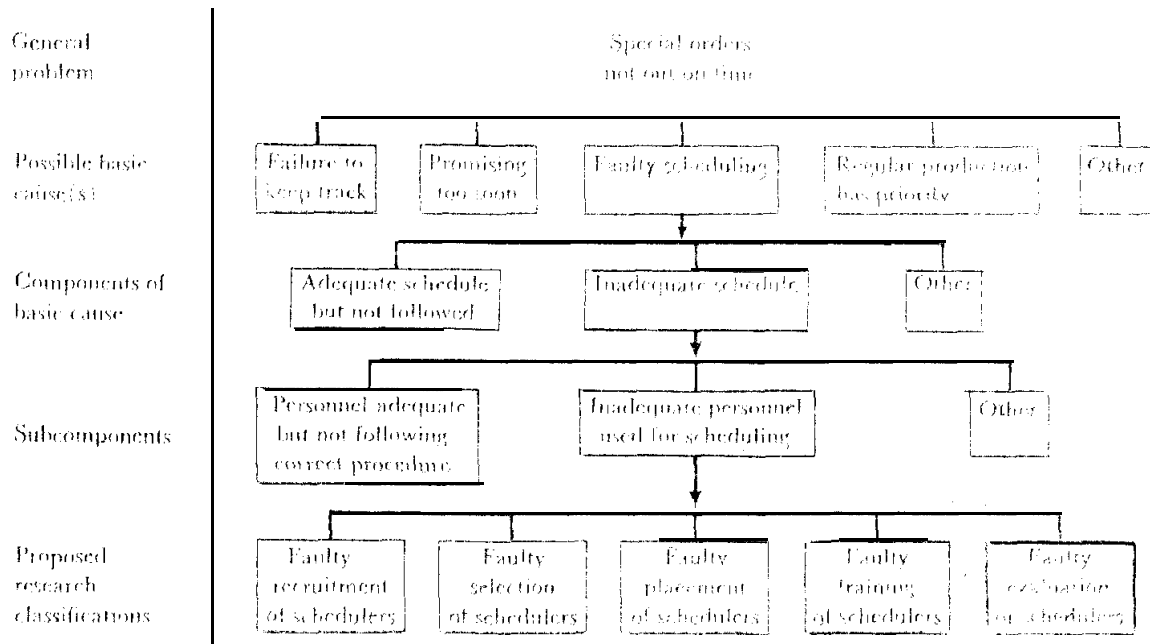 General
problem
Special orders
not out on time
Possible basic
cause(s)
Failure to
keep track
Promising
too soon
Faulty scheduling
Regular production
has priority
Other
Components of
basic cause
Adequate schedule
but not followed
Inadequate schedule
Other
Subcomponents
Personnel adequate
but not following
correct procedure
Inadequate personnel
used for scheduling
Other
Proposed
research
classifications
Faulty
recruitment
of schedulers
Faulty
selection
of schedulers
Faulty
placement
of schedulers
Faulty
training
of schedulers
Faulty
evaluation
of schedulers